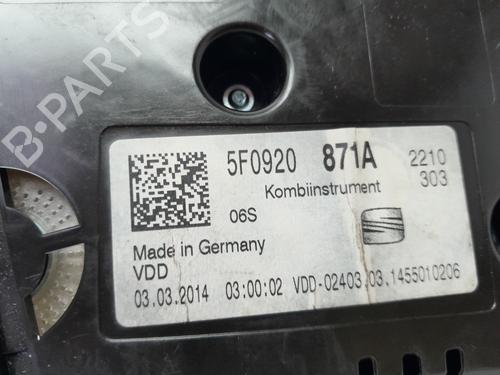 B-PARTS
5F0920 871A 2210
Kombiinstrument 303
06S
Made in Germany
VDD
03.03.2014 03:00:02 VDD-02403.03.1455010206